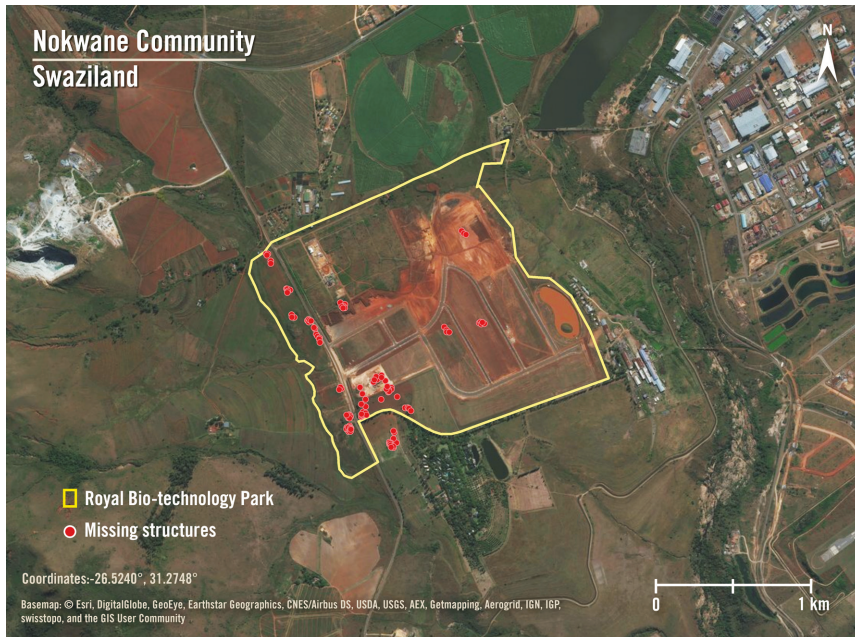 Nokwane Community
Swaziland
N
Royal Bio-technology Park
Missing structures
Coordinates:-26.5240°, 31.2748°
Basemap: © Esri, DigitalGlobe, GeoEye, Earthstar Geographics, CNES/Airbus DS, USDA, USGS, AEX, Getmapping, Aerogrid, IGN, IGP,
swisstopo, and the GIS User Community
0 1 km